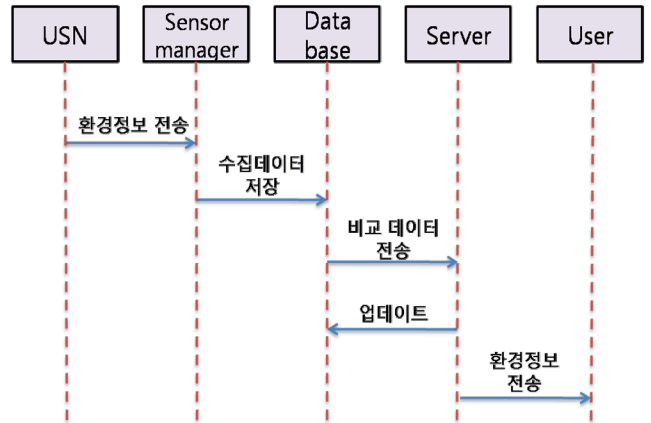 USN
Sensor
manager
Data
base
Server
User
환경정보 전송
수집데이터
저장
비교 데이터
전송
업데이트
환경정보
전송